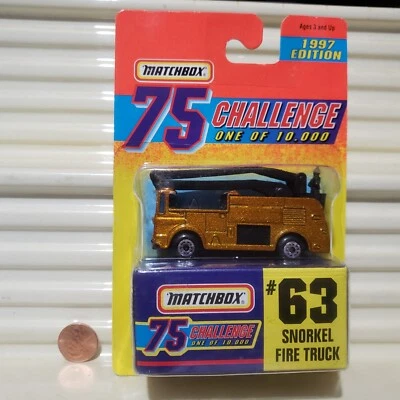 Ages 3 and Up
1997
EDITION
MATCHBOX
75 CHALLENGE
ONE OF 10,000
MATCHBOX
75 CHALLENGE
ONE OF 10,000
#63
SNORKEL
FIRE TRUCK